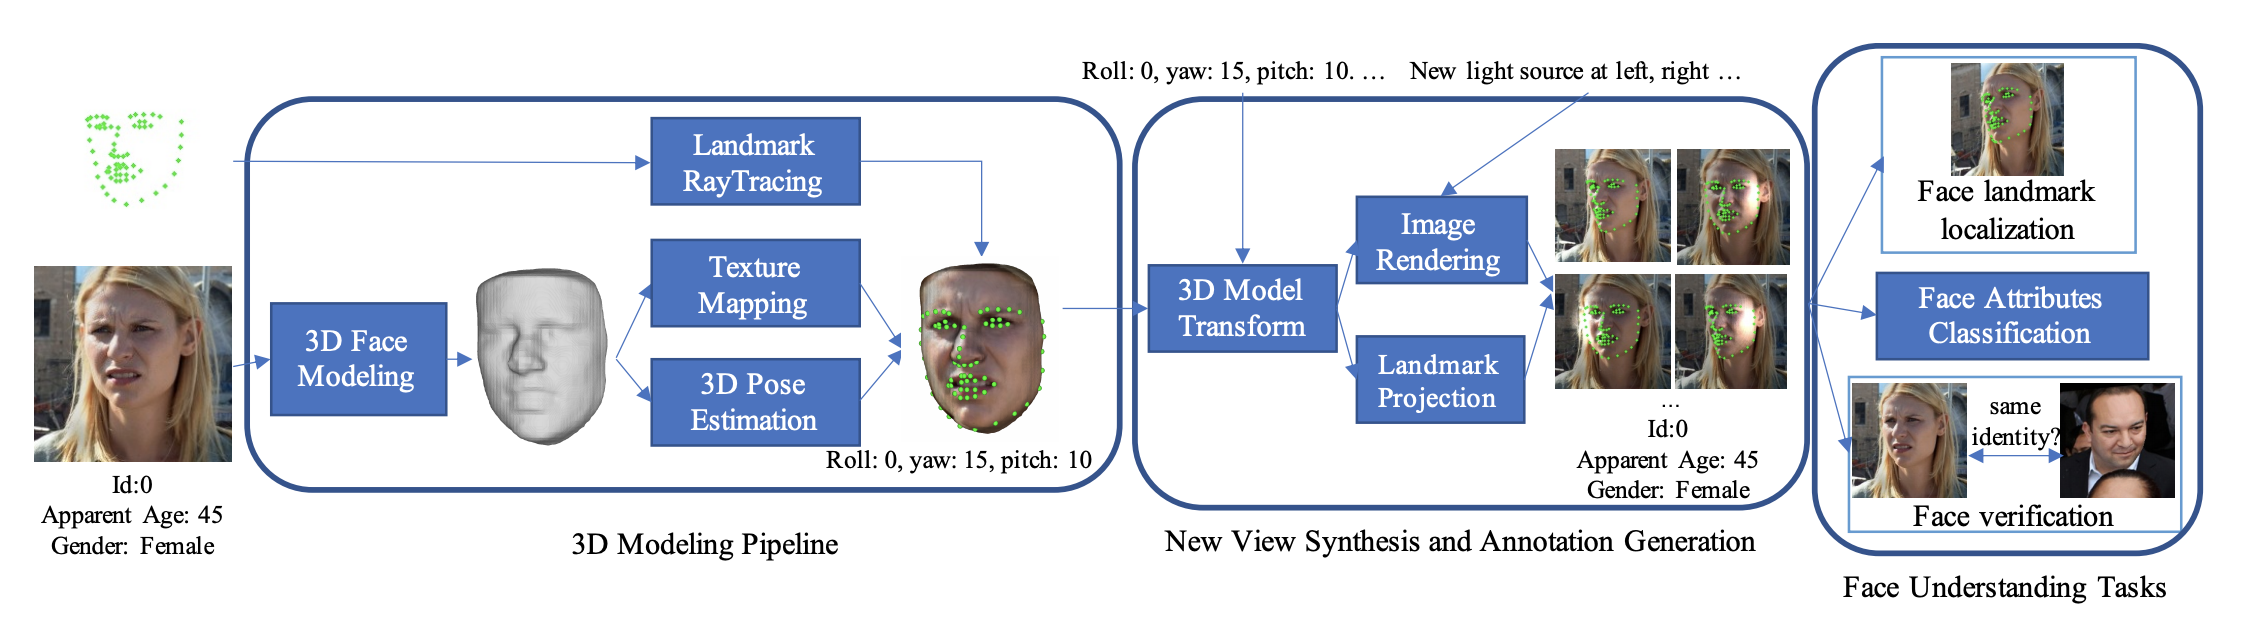 Id:0
Apparent Age: 45
Gender: Female
Landmark
RayTracing
Texture
Mapping
3D Face
Modeling
3D Pose
Estimation
Roll: 0, yaw: 15, pitch: 10
3D Modeling Pipeline
Roll: 0, yaw: 15, pitch: 10. …
New light source at left, right …
3D Model
Transform
Image
Rendering
Landmark
Projection
…
Id:0
Apparent Age: 45
Gender: Female
New View Synthesis and Annotation Generation
Face landmark
localization
Face Attributes
Classification
same
identity?
Face verification
Face Understanding Tasks